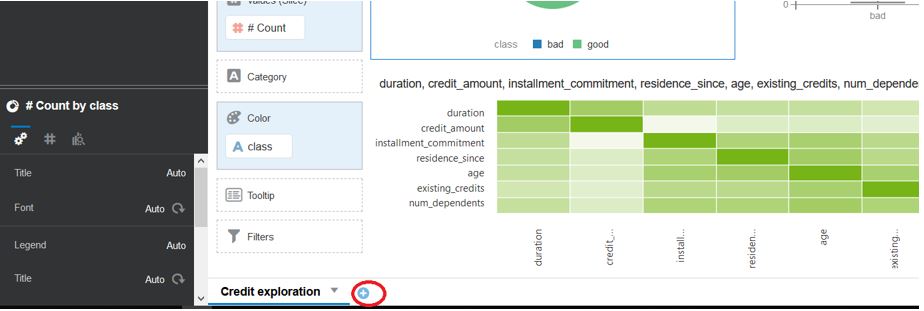 Values (Slice)
# Count
A Category
Color
A class
Tooltip
Filters
# Count by class
Title Auto
Font Auto
Legend Auto
Title Auto
class bad good
0
bad
duration, credit_amount, installment_commitment, residence_since, age, existing_credits, num_dependen
duration
credit_amount
installment_commitment
residence_since
age
existing_credits
num_dependents
duration
credit_...
install...
residen...
age
existing...
Credit exploration